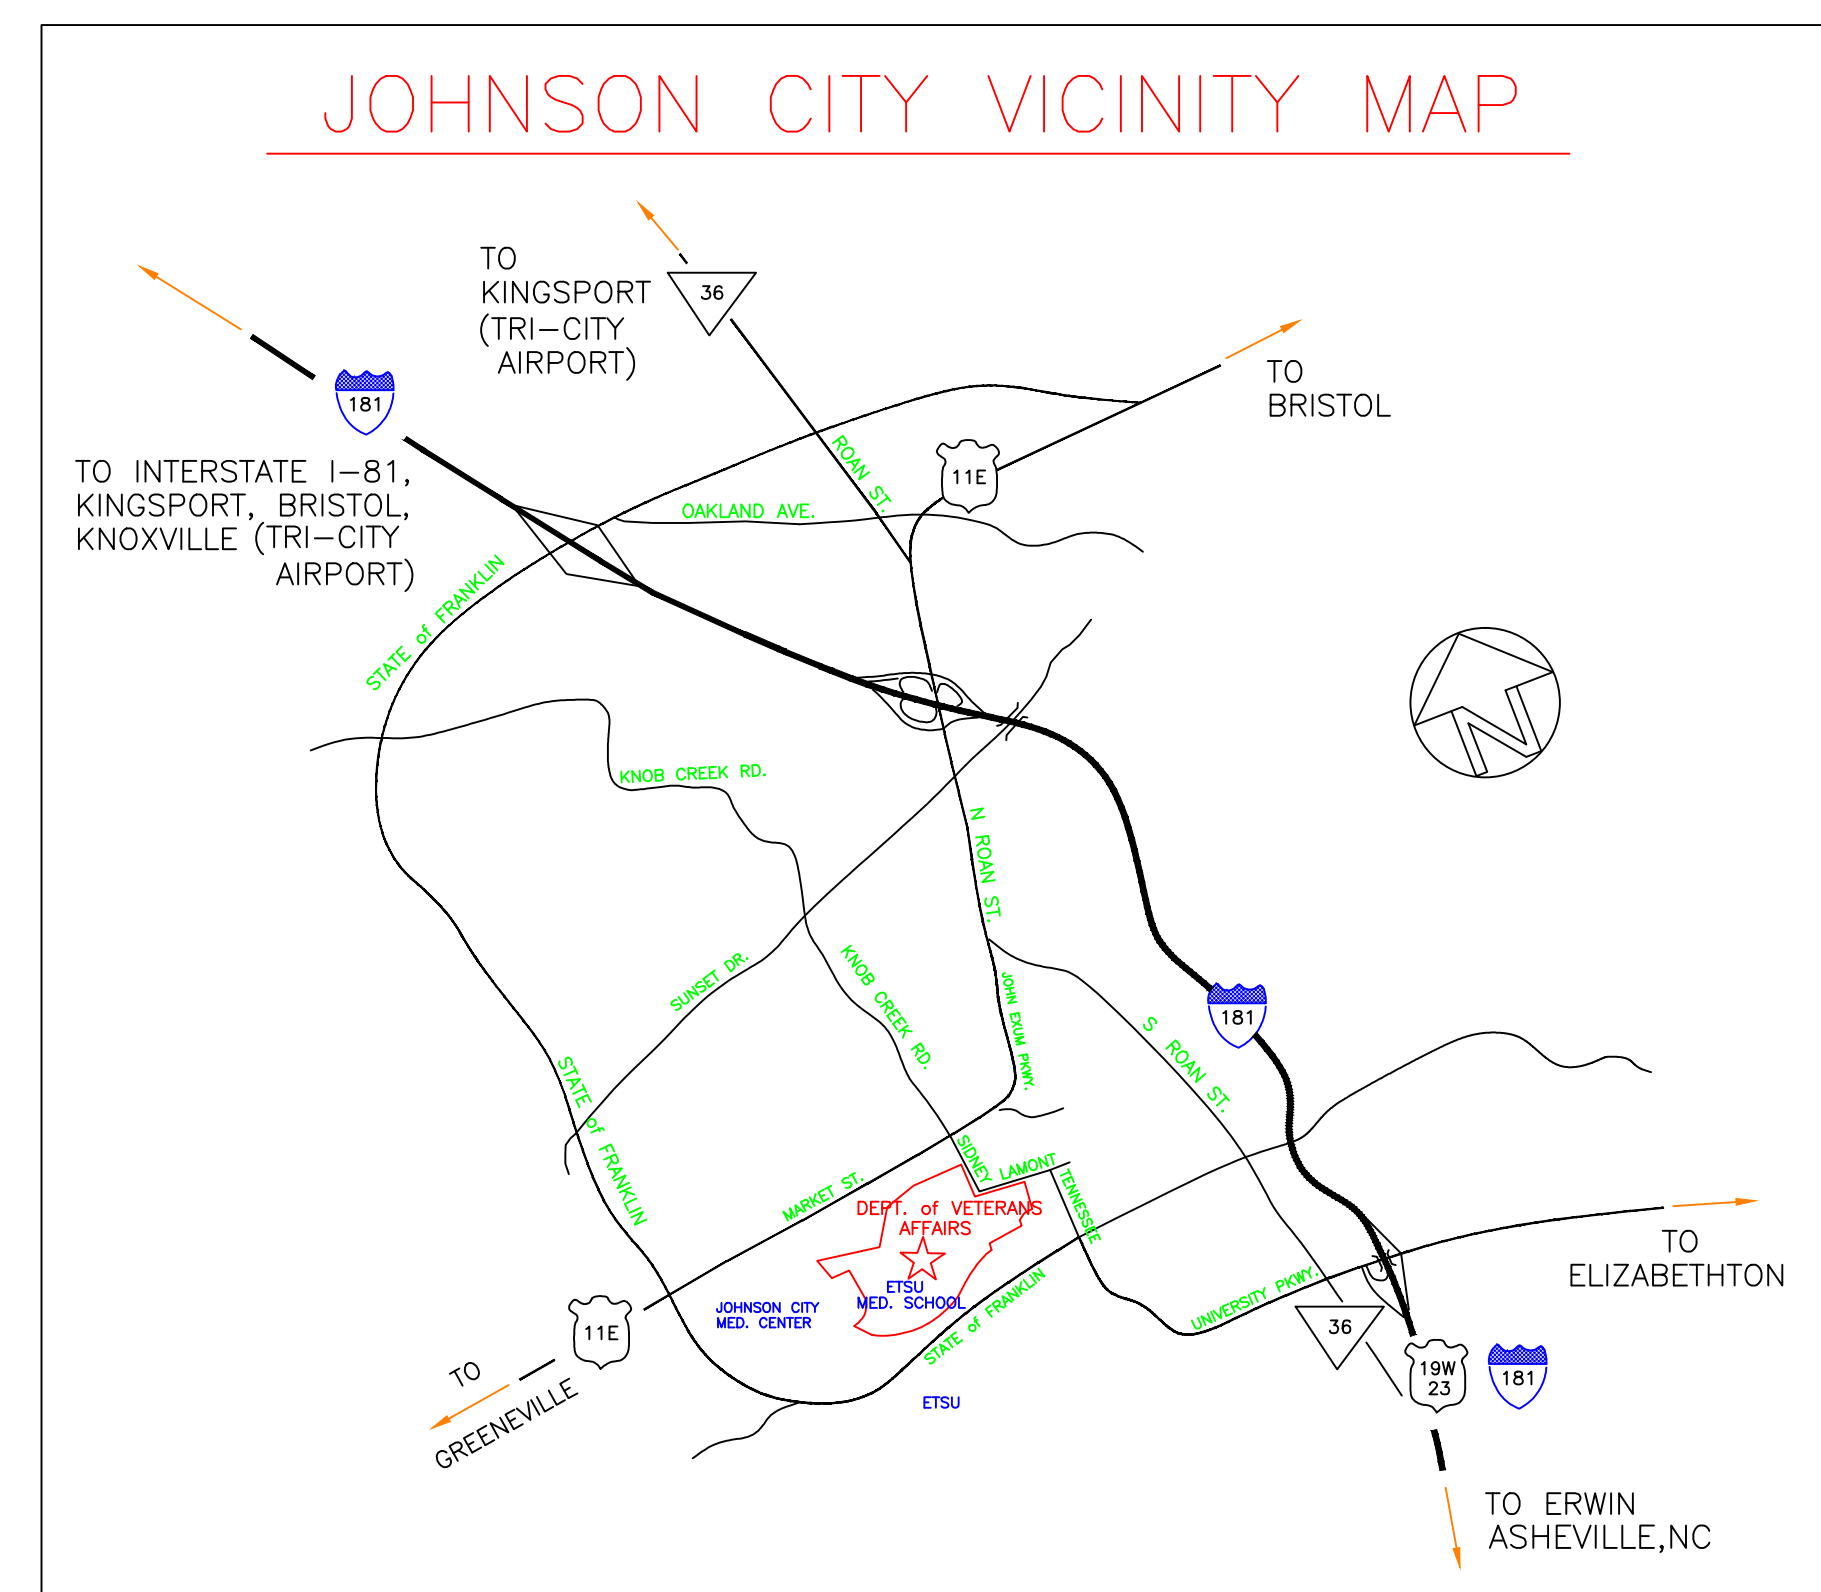 JOHNSON CITY VICINITY MAP
TO
KINGSPORT
(TRI-CITY
AIRPORT)
36
TO
BRISTOL
181
TO INTERSTATE I-81,
KINGSPORT, BRISTOL,
KNOXVILLE (TRI-CITY
AIRPORT)
ROAN ST.
11E
OAKLAND AVE.
STATE of FRANKLIN
N
KNOB CREEK RD.
N ROAN ST.
SUNSET DR.
KNOB CREEK RD.
JOHN EXUM PKWY.
181
S ROAN ST.
STATE of FRANKLIN
SIDNEY
LAMONT
TENNESSEE
MARKET ST.
DEPT. of VETERANS
AFFAIRS
ETSU
MED. SCHOOL
JOHNSON CITY
MED. CENTER
STATE of FRANKLIN
UNIVERSITY PKWY.
TO
ELIZABETHTON
36
11E
19W
23
181
TO
GREENEVILLE
ETSU
TO ERWIN
ASHEVILLE,NC